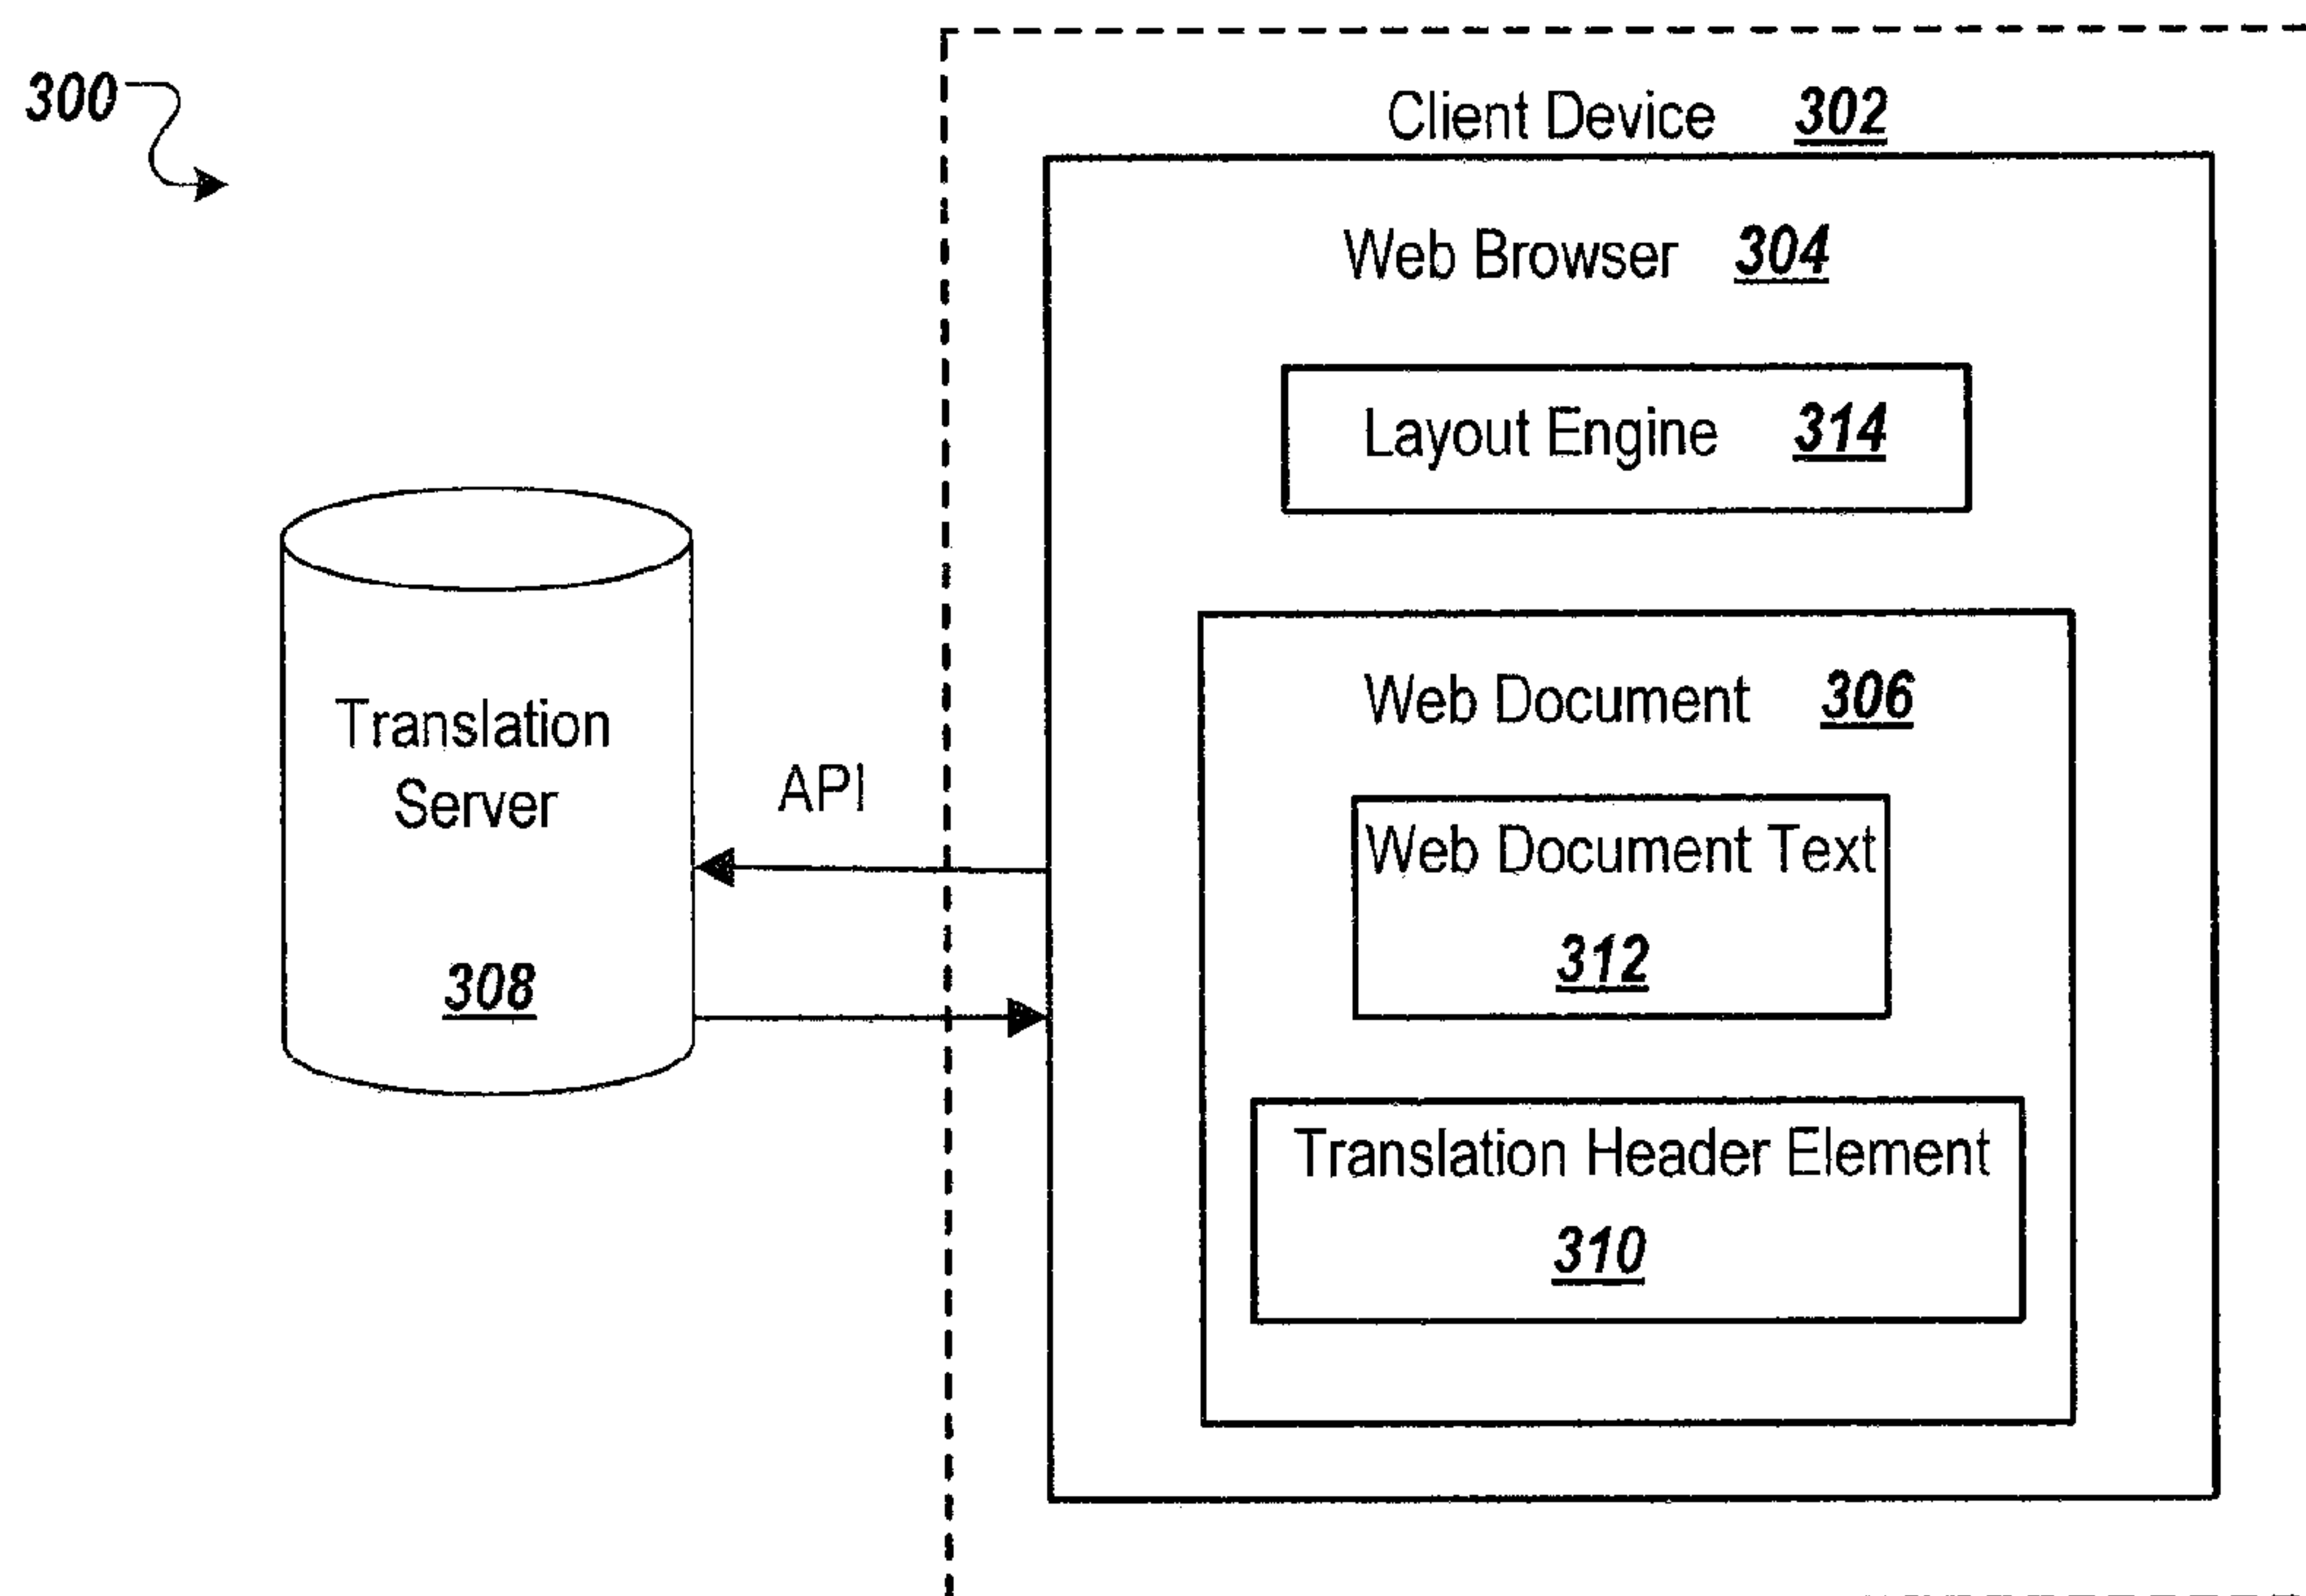 300
Client Device 302
Web Browser 304
Layout Engine 314
Web Document 306
Web Document Text
312
Translation Header Element
310
Translation
Server
308
API